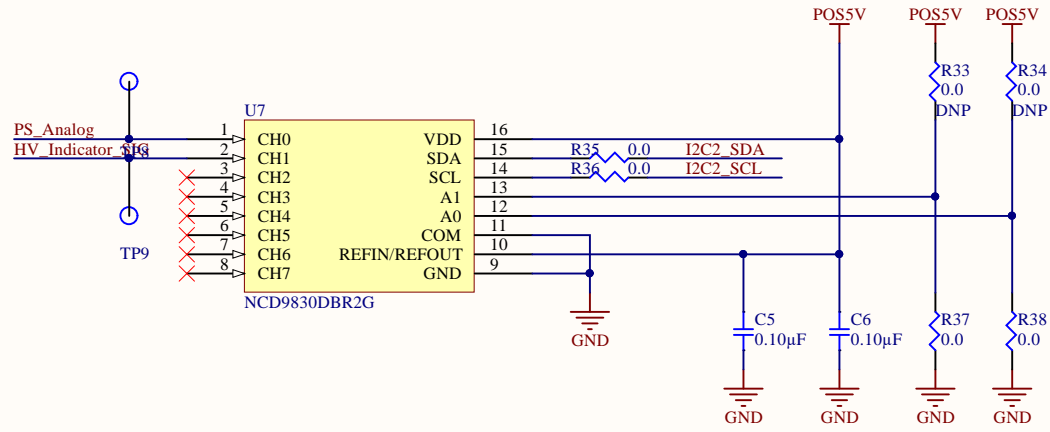 POS5V POS5V POS5V
R33 R34
0.0 0.0
DNP DNP
U7
PS_Analog 1 CH0 VDD 16
HV_Indicator_SIG TP8 2 CH1 SDA 15 R35 0.0 I2C2_SDA
3 CH2 SCL 14 R36 0.0 I2C2_SCL
4 CH3 A1 13
5 CH4 A0 12
6 CH5 COM 11
TP9 7 CH6 REFIN/REFOUT 10
8 CH7 GND 9
NCD9830DBR2G
C5 C6 R37 R38
0.10µF 0.10µF 0.0 0.0
GND
GND GND GND GND